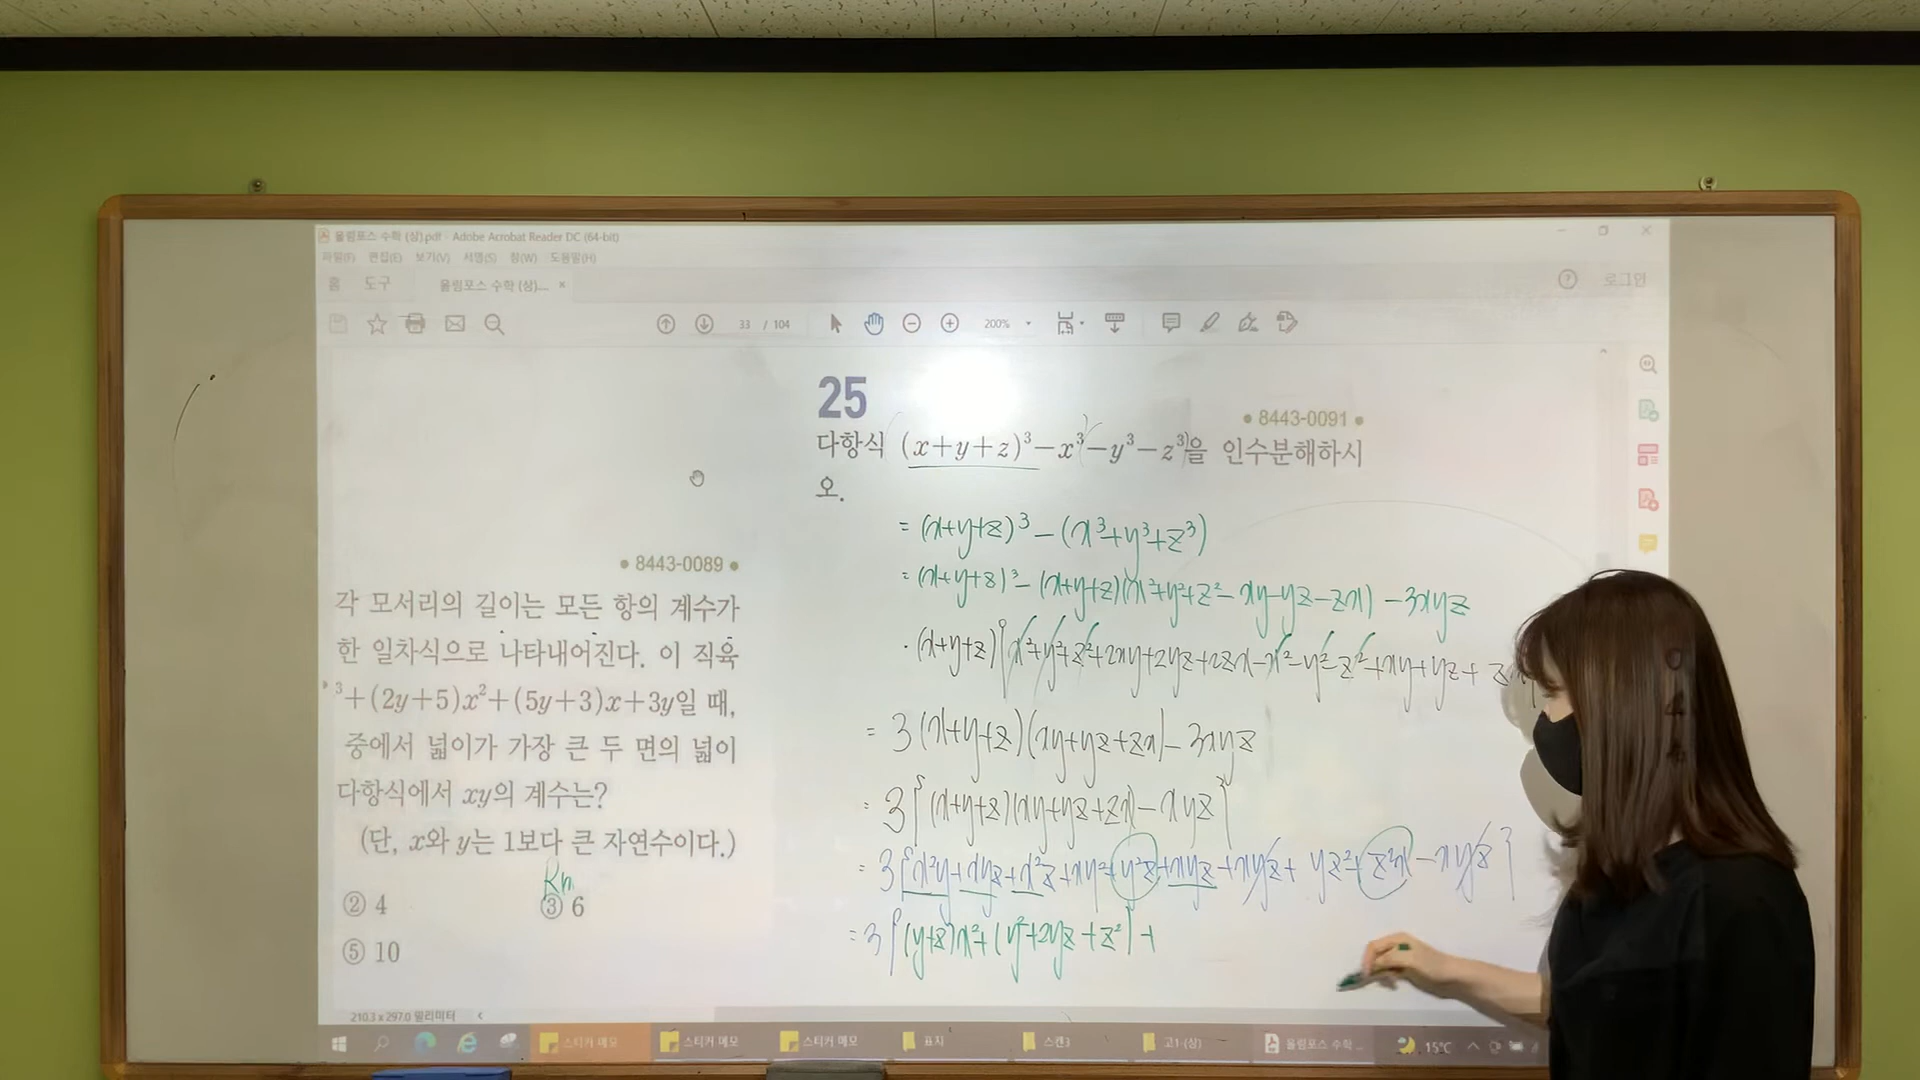 올림포스 수학 (상).pdf - Adobe Acrobat Reader DC (64-bit)
파일(F) 편집(E) 보기(V) 서명(S) 창(W) 도움말(H)
홈 도구 올림포스 수학 (상).... × 로그인
33 / 104 200%
25
• 8443-0091 •
다항식 (x+y+z)³−x³−y³−z³을 인수분해하시
오.
= (x+y+z)³ − (x³+y³+z³)
= (x+y+z)³ − (x+y+z)(x²+y²+z²−xy−yz−zx) − 3xyz
(x+y+z){x²+y²+z²+2xy+2yz+2zx−x²−y²−z²+xy+yz+
= 3(x+y+z)(xy+yz+zx) − 3xyz
= 3{(x+y+z)(xy+yz+zx) − xyz}
= 3{x²y+xyz+x²z+xy²+y²z+xyz+xyz+yz²+z²x−xyz}
= 3{(y+z)x²+(y²+2yz+z²)+
• 8443-0089 •
각 모서리의 길이는 모든 항의 계수가
한 일차식으로 나타내어진다. 이 직육
³+(2y+5)x²+(5y+3)x+3y일 때,
중에서 넓이가 가장 큰 두 면의 넓이
다항식에서 xy의 계수는?
(단, x와 y는 1보다 큰 자연수이다.)
② 4 ③ 6
⑤ 10
210.3 x 297.0 밀리미터
스티커 메모 스티커 메모 스티커 메모 표지 스캔3 고1-(상) 올림포스 수학 ... 15°C